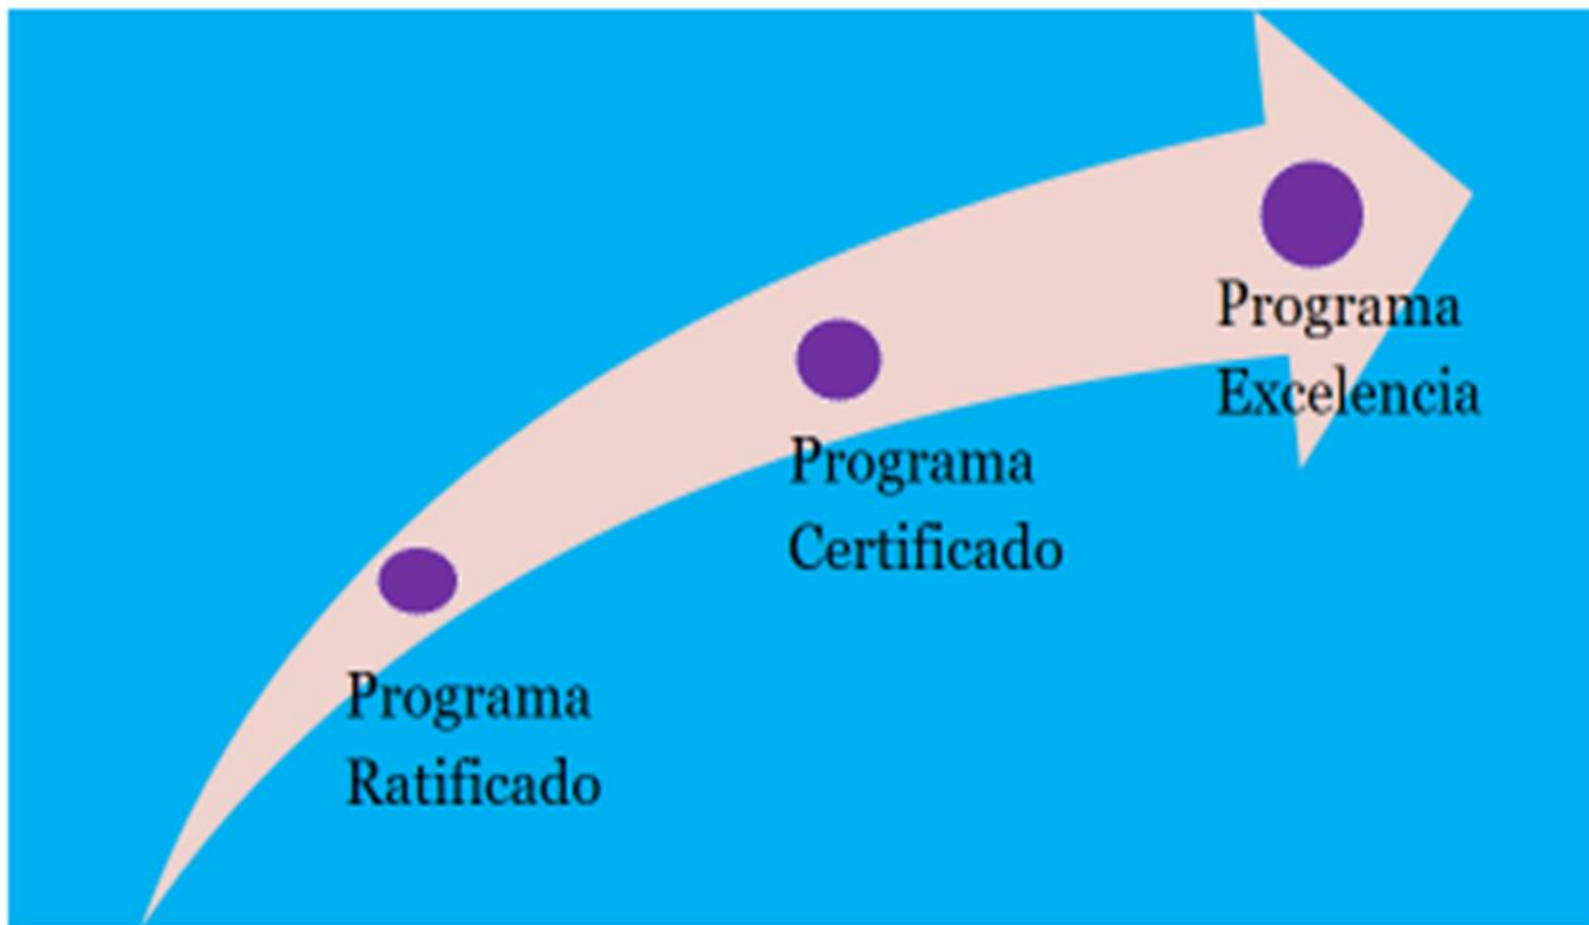 Programa
Excelencia
Programa
Certificado
Programa
Ratificado